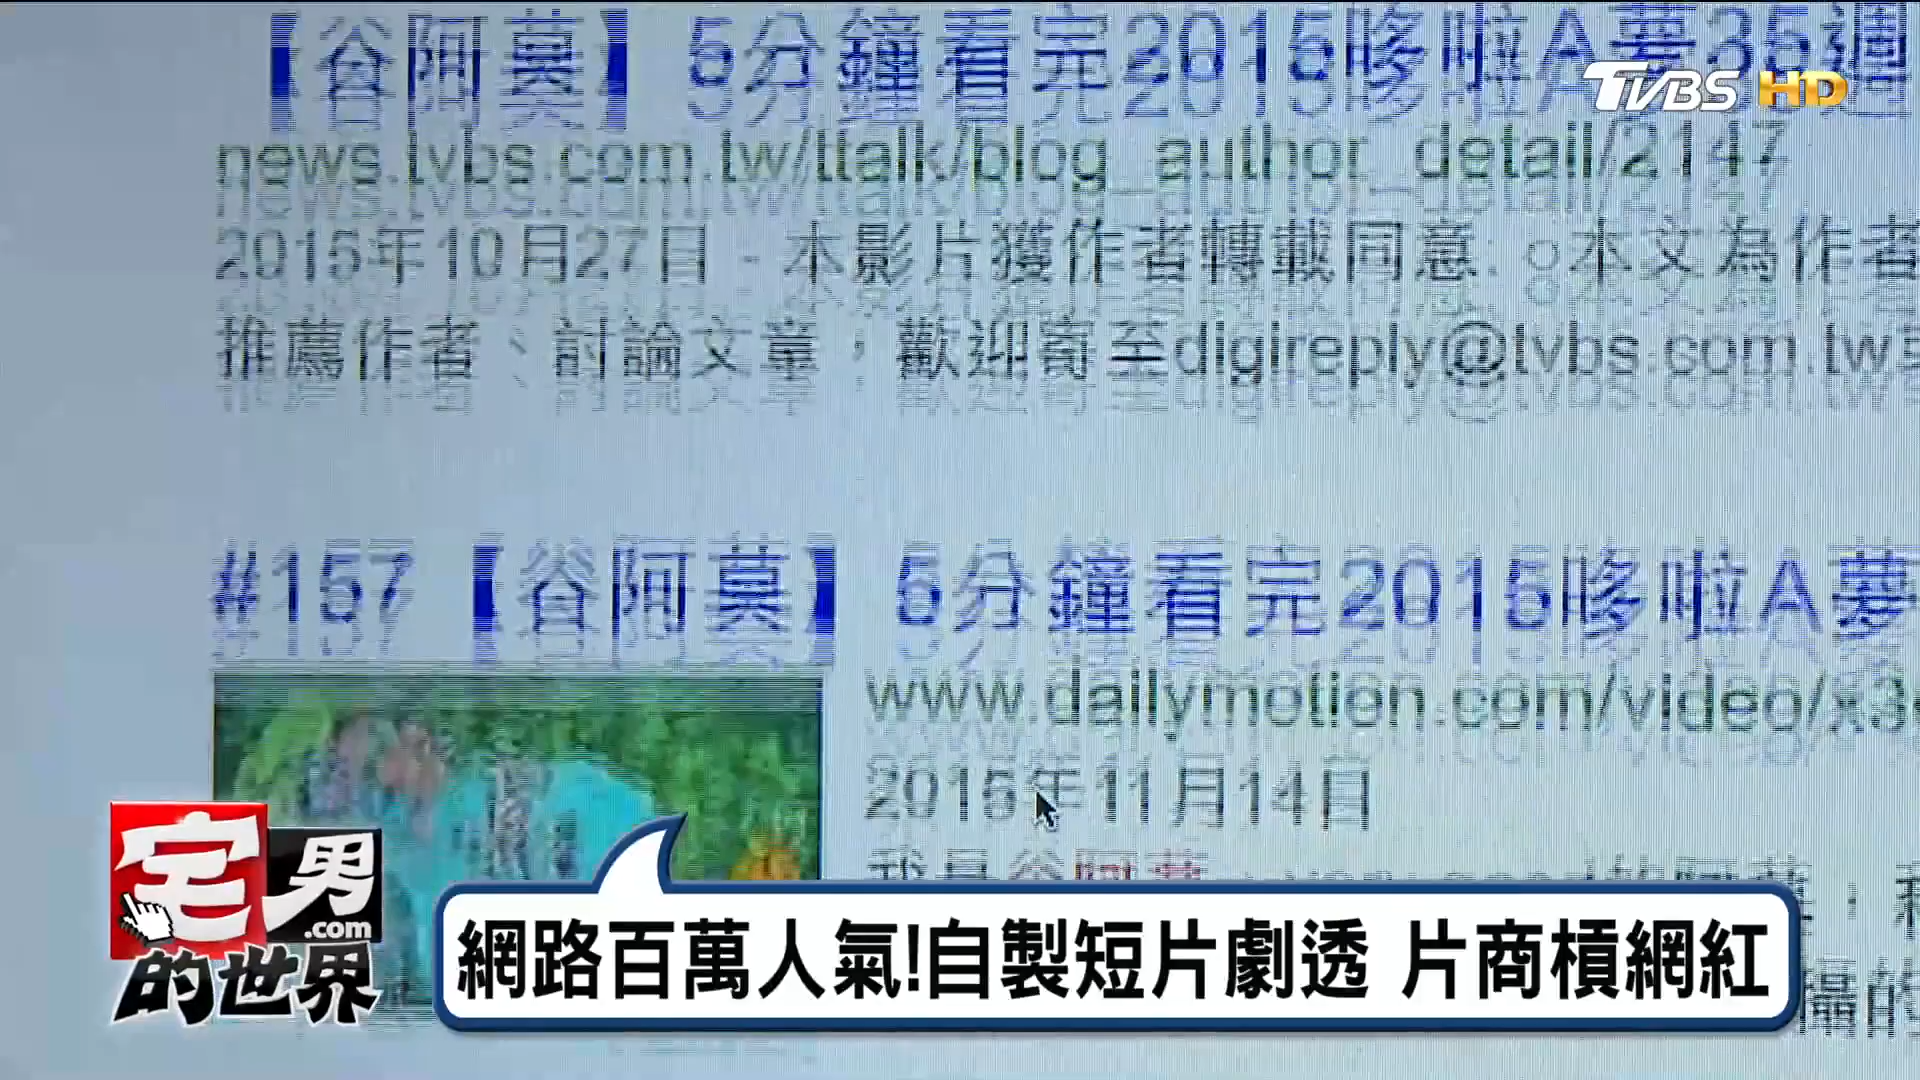 【谷阿莫】5分鐘看完2015哆啦A夢35週
TVBS HD
news.tvbs.com.tw/ttalk/blog_author_detail/2147
2015年10月27日 - 本影片獲作者轉載同意。○本文為作者
推薦作者、討論文章，歡迎寄至digireply@tvbs.com.tw
#157【谷阿莫】5分鐘看完2015哆啦A夢
www.dailymotion.com/video/x3
2015年11月14日
宅男.com的世界
網路百萬人氣!自製短片劇透 片商槓網紅